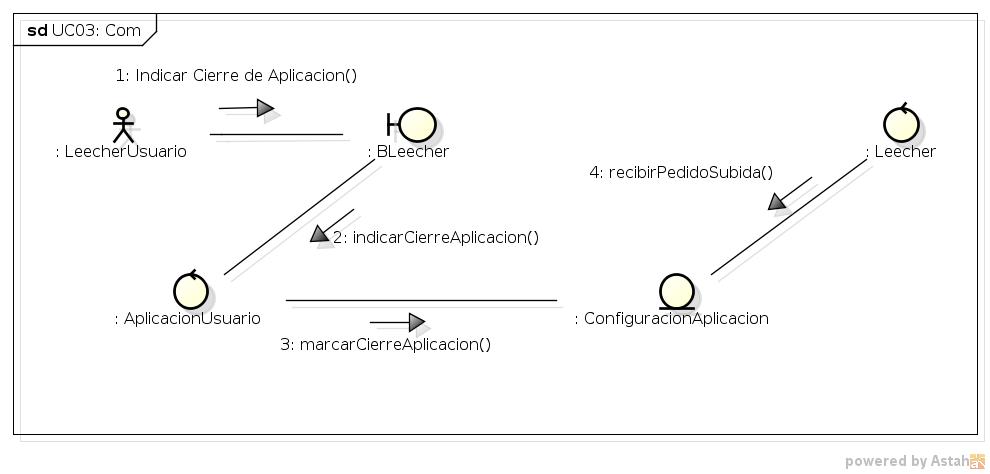 sd UC03: Com
1: Indicar Cierre de Aplicacion()
: LeecherUsuario
: BLeecher
: Leecher
4: recibirPedidoSubida()
2: indicarCierreAplicacion()
: AplicacionUsuario
: ConfiguracionAplicacion
3: marcarCierreAplicacion()
powered by Astah